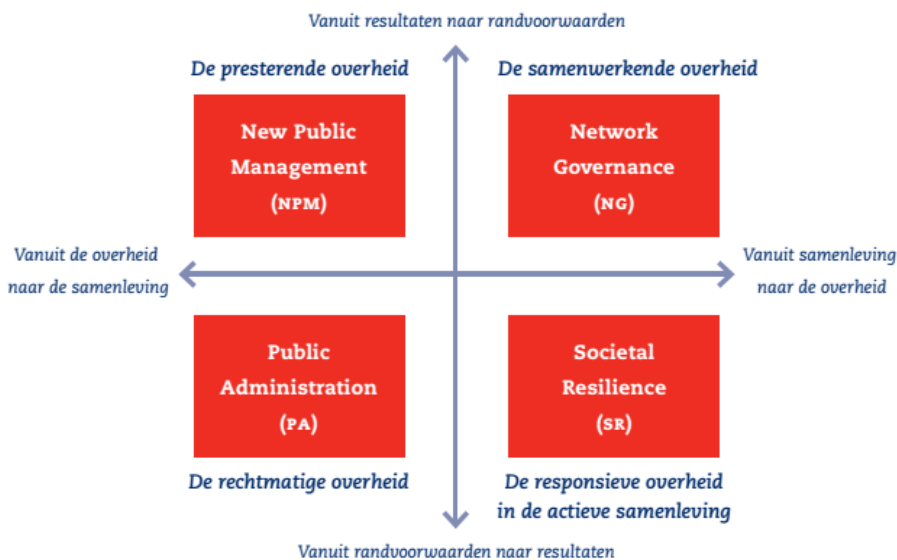 Vanuit resultaten naar randvoorwaarden
De presterende overheid
De samenwerkende overheid
New Public
Management
(NPM)
Network
Governance
(NG)
Vanuit de overheid
naar de samenleving
Vanuit samenleving
naar de overheid
Public
Administration
(PA)
Societal
Resilience
(SR)
De rechtmatige overheid
De responsieve overheid
in de actieve samenleving
Vanuit randvoorwaarden naar resultaten